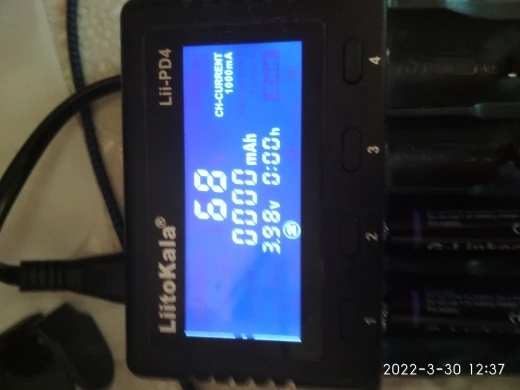 LiitoKala® Lii-PD4
CH-CURRENT
1000mA
68
0000 mAh
3.98v 0:00h
1 2 3 4
2022-3-30 12:37